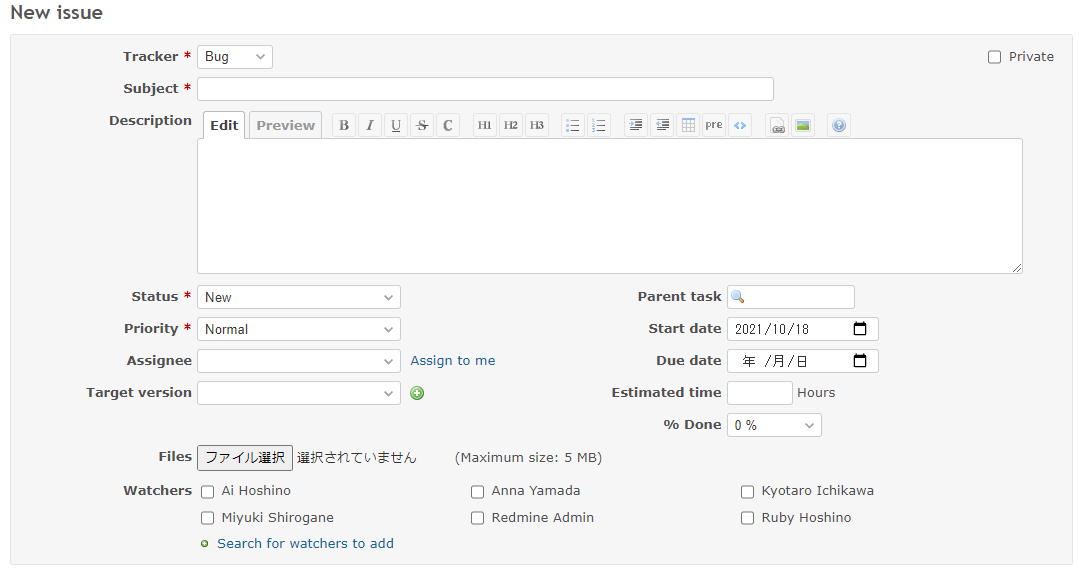 New issue
Tracker * Bug Private
Subject *
Description Edit Preview B I U S C H1 H2 H3 pre <>
Status * New Parent task
Priority * Normal Start date 2021/10/18
Assignee Assign to me Due date 年 /月/日
Target version Estimated time Hours
% Done 0 %
Files ファイル選択 選択されていません (Maximum size: 5 MB)
Watchers Ai Hoshino Anna Yamada Kyotaro Ichikawa
Miyuki Shirogane Redmine Admin Ruby Hoshino
Search for watchers to add